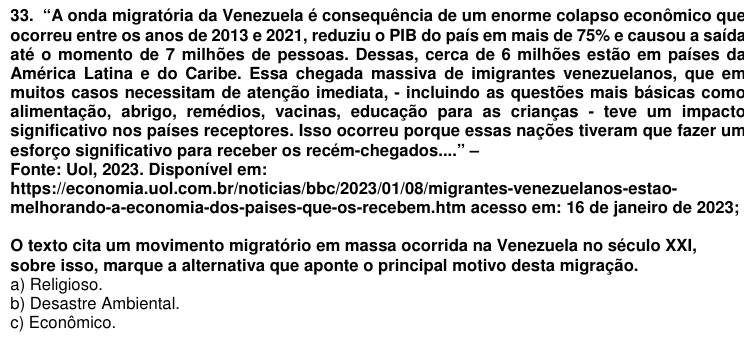 33. “A onda migratória da Venezuela é consequência de um enorme colapso econômico que
ocorreu entre os anos de 2013 e 2021, reduziu o PIB do país em mais de 75% e causou a saída
até o momento de 7 milhões de pessoas. Dessas, cerca de 6 milhões estão em países da
América Latina e do Caribe. Essa chegada massiva de imigrantes venezuelanos, que em
muitos casos necessitam de atenção imediata, - incluindo as questões mais básicas como
alimentação, abrigo, remédios, vacinas, educação para as crianças - teve um impacto
significativo nos países receptores. Isso ocorreu porque essas nações tiveram que fazer um
esforço significativo para receber os recém-chegados....” –
Fonte: Uol, 2023. Disponível em:
https://economia.uol.com.br/noticias/bbc/2023/01/08/migrantes-venezuelanos-estao-
melhorando-a-economia-dos-paises-que-os-recebem.htm acesso em: 16 de janeiro de 2023;
O texto cita um movimento migratório em massa ocorrida na Venezuela no século XXI,
sobre isso, marque a alternativa que aponte o principal motivo desta migração.
a) Religioso.
b) Desastre Ambiental.
c) Econômico.